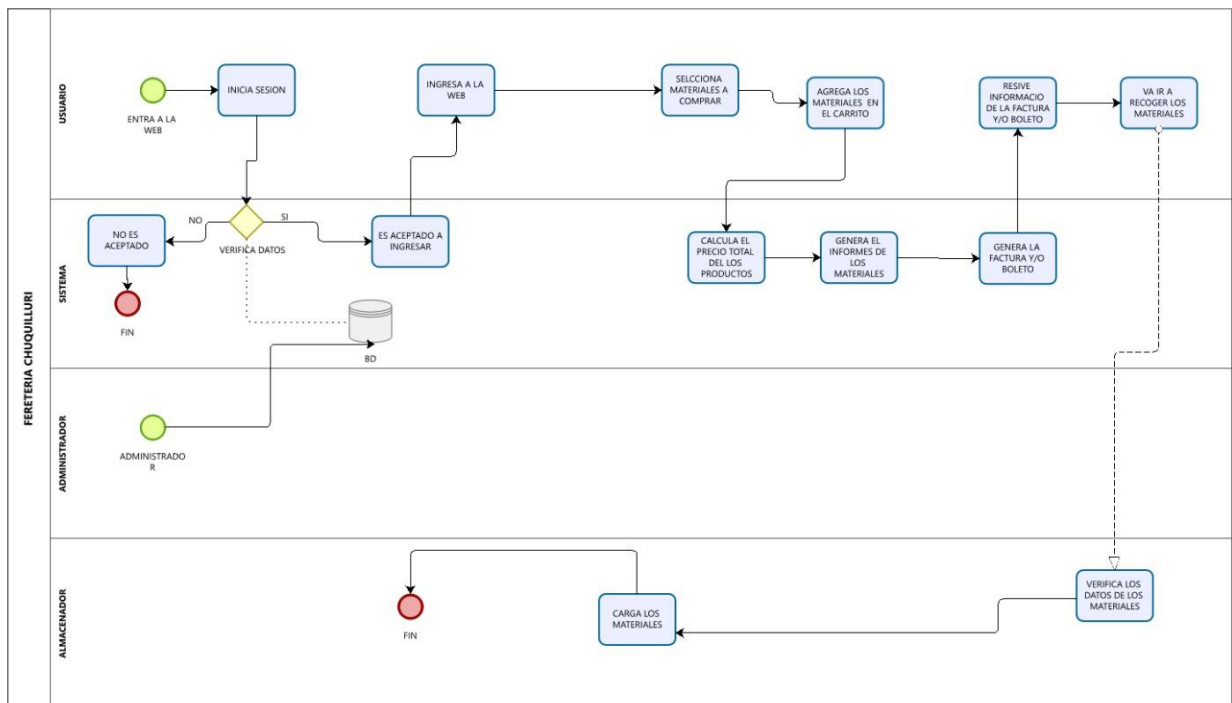 FERETERIA CHUQUILLURI
USUARIO
ENTRA A LA
WEB
INICIA SESION
INGRESA A LA
WEB
SELCCIONA
MATERIALES A
COMPRAR
AGREGA LOS
MATERIALES EN
EL CARRITO
RESIVE
INFORMACIO
DE LA FACTURA
Y/O BOLETO
VA IR A
RECOGER LOS
MATERIALES
SISTEMA
NO ES
ACEPTADO
NO
SI
VERIFICA DATOS
ES ACEPTADO A
INGRESAR
CALCULA EL
PRECIO TOTAL
DEL LOS
PRODUCTOS
GENERA EL
INFORMES DE
LOS
MATERIALES
GENERA LA
FACTURA Y/O
BOLETO
FIN
BD
ADMINISTRADOR
ADMINISTRADO
R
ALMACENADOR
FIN
CARGA LOS
MATERIALES
VERIFICA LOS
DATOS DE LOS
MATERIALES